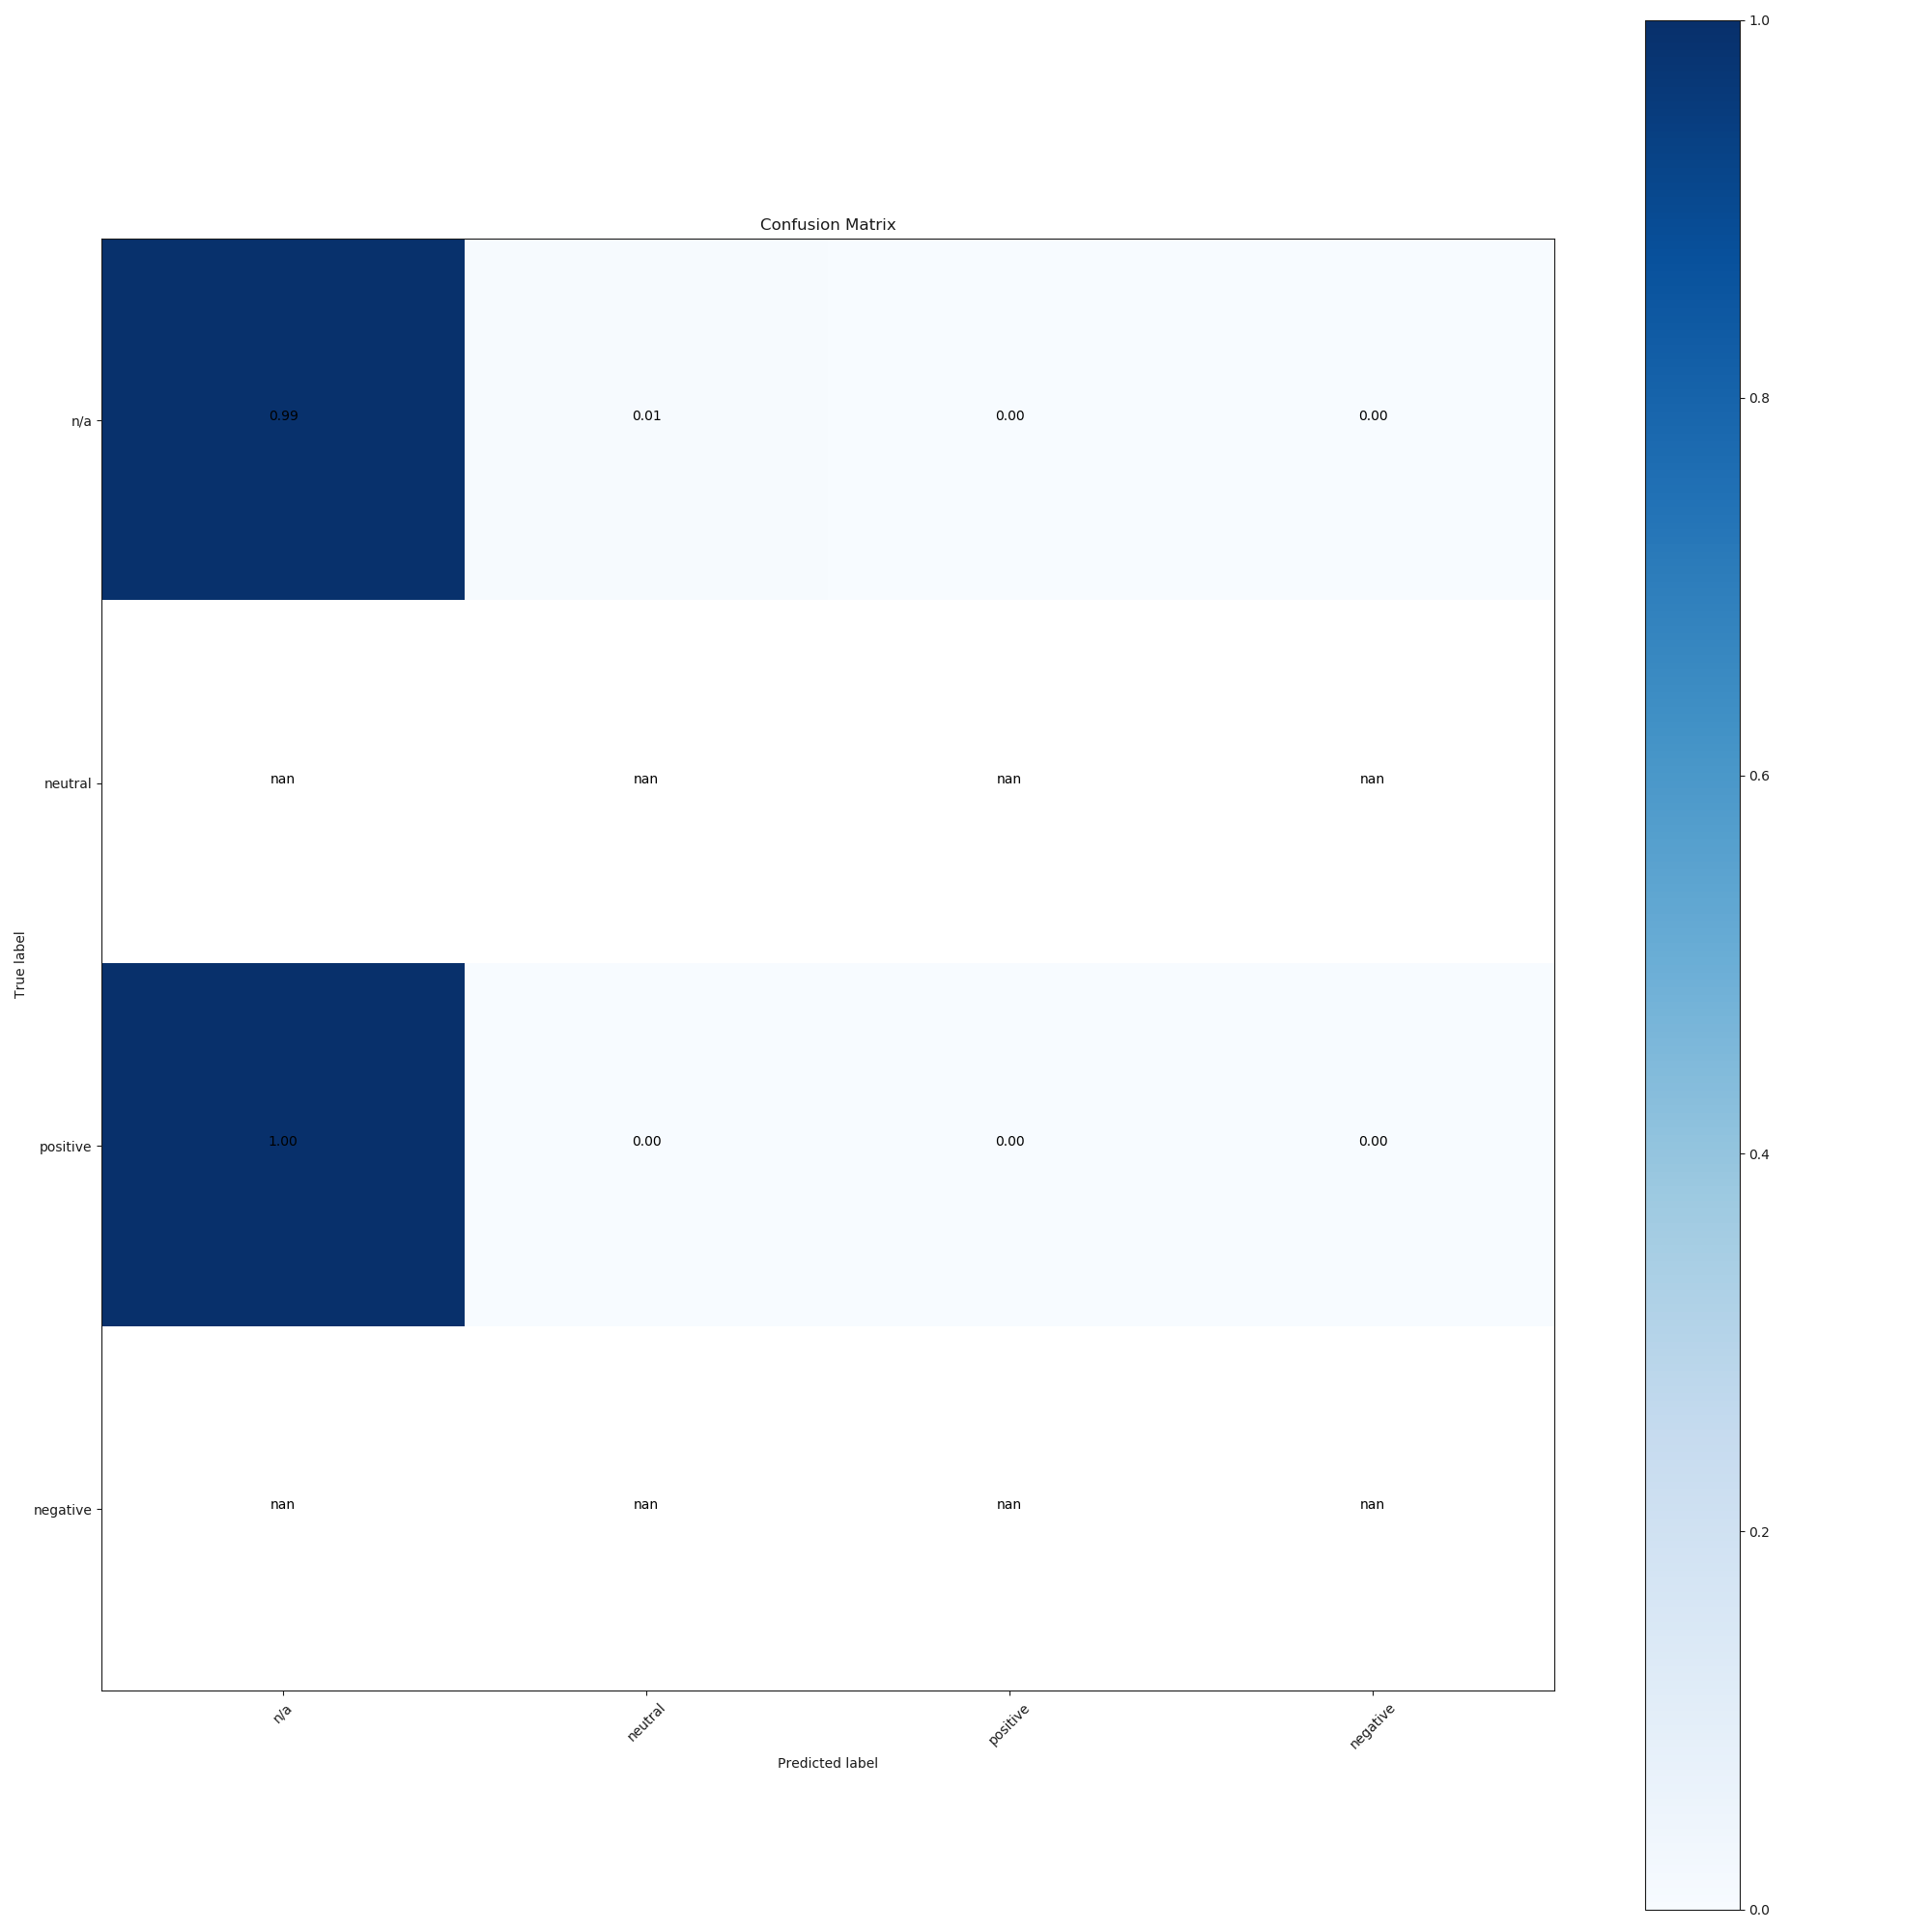 Confusion Matrix
1.0
0.8
0.6
0.4
0.2
0.0
True label
n/a 0.99 0.01 0.00 0.00
neutral nan nan nan nan
positive 1.00 0.00 0.00 0.00
negative nan nan nan nan
n/a neutral positive negative
Predicted label